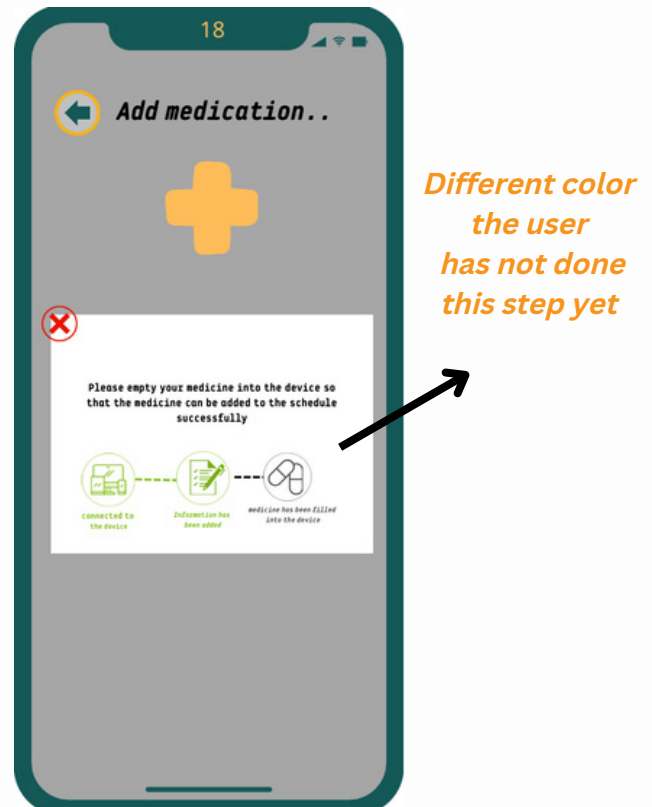 18
Add medication..
Different color
the user
has not done
this step yet
Please empty your medicine into the device so
that the medicine can be added to the schedule
successfully
connected to
the device
Information has
been added
medicine has been filled
into the device